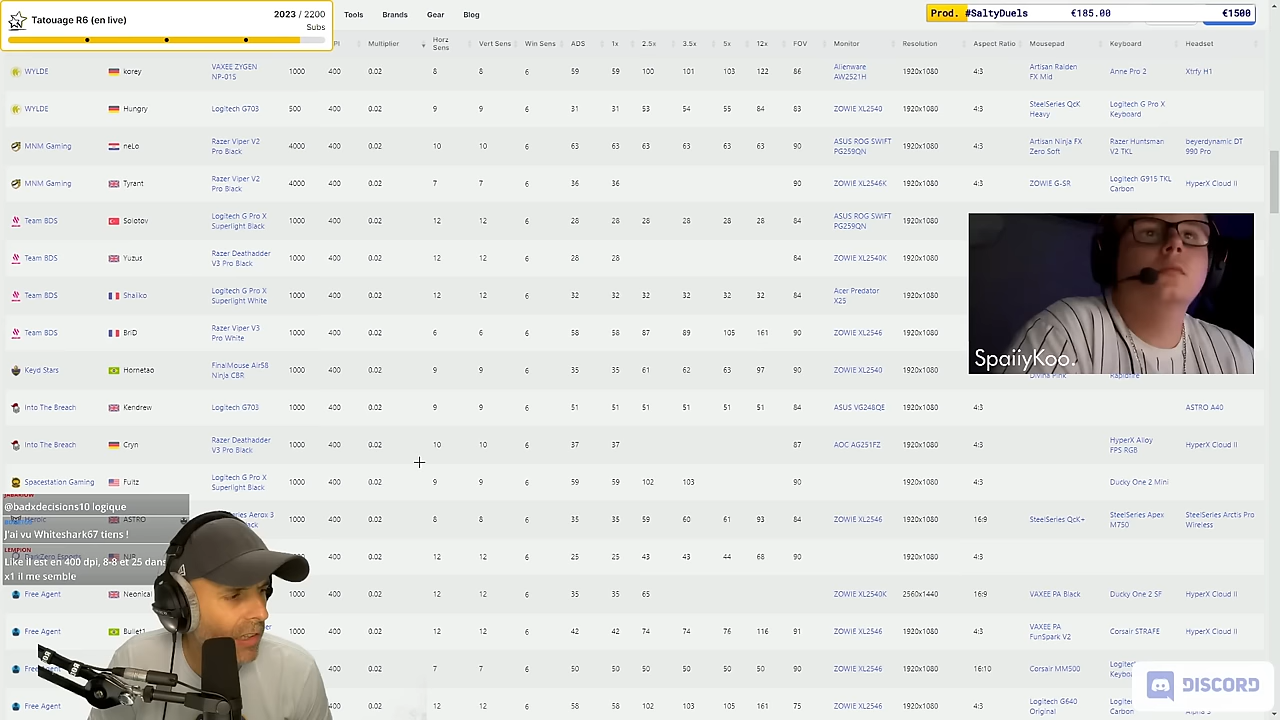 Tatouage R6 (en live)
2023 / 2200
Subs
Tools Brands Gear Blog
Prod. #SaltyDuels €185.00 €1500
Multiplier Horz Sens Vert Sens Win Sens ADS 1x 2.5x 3.5x 5x 12x FOV Monitor Resolution Aspect Ratio Mousepad Keyboard Headset
WYLDE korey VAXEE ZYGEN NP-01S 1000 400 0.02 8 8 6 59 59 100 101 103 122 86 Alienware AW2521H 1920x1080 4:3 Artisan Raiden FX Mid Anne Pro 2 Xtrfy H1
WYLDE Hungry Logitech G703 500 400 0.02 9 9 6 31 31 53 54 55 84 83 ZOWIE XL2540 1920x1080 4:3 SteelSeries QcK Heavy Logitech G Pro X Keyboard
MNM Gaming neLo Razer Viper V2 Pro Black 1000 400 0.02 10 10 6 63 63 63 63 63 63 90 ASUS ROG SWIFT PG259QN 1920x1080 4:3 Artisan Ninja FX Zero Soft Razer Huntsman V2 TKL beyerdynamic DT 990 Pro
MNM Gaming Tyrant Razer Viper V2 Pro Black 4000 400 0.02 7 7 6 36 36 90 ZOWIE XL2546K 1920x1080 4:3 ZOWIE G-SR Logitech G915 TKL Carbon HyperX Cloud II
Team BDS Solotov Logitech G Pro X Superlight Black 1000 400 0.02 12 12 6 28 28 28 28 28 28 84 ASUS ROG SWIFT PG259QN 1920x1080
Team BDS Yuzus Razer Deathadder V3 Pro Black 1000 400 0.02 12 12 6 28 28 84 ZOWIE XL2540K 1920x1080
Team BDS Shaiiko Logitech G Pro X Superlight White 1000 400 0.02 12 12 6 32 32 32 32 32 32 84 Acer Predator X25 1920x1080
Team BDS BriD Razer Viper V3 Pro White 1000 400 0.02 6 6 6 58 58 87 89 105 161 90 ZOWIE XL2546 1920x1080
SpaiiyKoo.
Keyd Stars Hornetao FinalMouse Air58 Ninja CBR 1000 400 0.02 9 9 6 33 35 61 62 63 97 90 ZOWIE XL2540 1920x1080
Into The Breach Kendrew Logitech G703 1000 400 0.02 9 9 6 51 51 51 51 51 51 84 ASUS VG248QE 1920x1080 4:3 ASTRO A40
Into The Breach Cryn Razer Deathadder V3 Pro Black 1000 400 0.02 10 10 6 37 37 87 AOC AG251FZ 1920x1080 4:3 HyperX Alloy FPS RGB HyperX Cloud II
Spacestation Gaming Fultz Logitech G Pro X Superlight Black 1000 400 0.02 9 9 6 59 59 102 103 90 1920x1080 4:3 Ducky One 2 Mini
@badxdecisions10 logique
ASTRO Aerox 3 1000 400 0.02 8 8 6 35 35 59 60 61 93 84 ZOWIE XL2546 1920x1080 16:9 SteelSeries QcK+ SteelSeries Apex M750 SteelSeries Arctis Pro Wireless
J'ai vu Whiteshark67 tiens !
LEMPION
400 0.02 12 12 6 25 25 43 43 44 68 90 1920x1080 4:3
Like il est en 400 dpi, 8-8 et 25 dans
x1 il me semble
Free Agent Neonical 1000 400 0.02 12 12 6 35 35 65 ZOWIE XL2540K 2560x1440 16:9 VAXEE PA Black Ducky One 2 SF HyperX Cloud II
Free Agent Bullet1 1000 400 0.02 12 12 6 42 42 74 74 76 116 91 ZOWIE XL2546 1920x1080 4:3 VAXEE PA FunSpark V2 Corsair STRAFE HyperX Cloud II
400 0.02 7 7 6 50 50 50 50 50 50 84 ZOWIE XL2546 1920x1080 16:10 Corsair MM500
400 0.02 12 12 6 58 58 102 103 105 161 75 ZOWIE XL2546 1920x1080 4:3 Logitech G640 Original
DISCORD